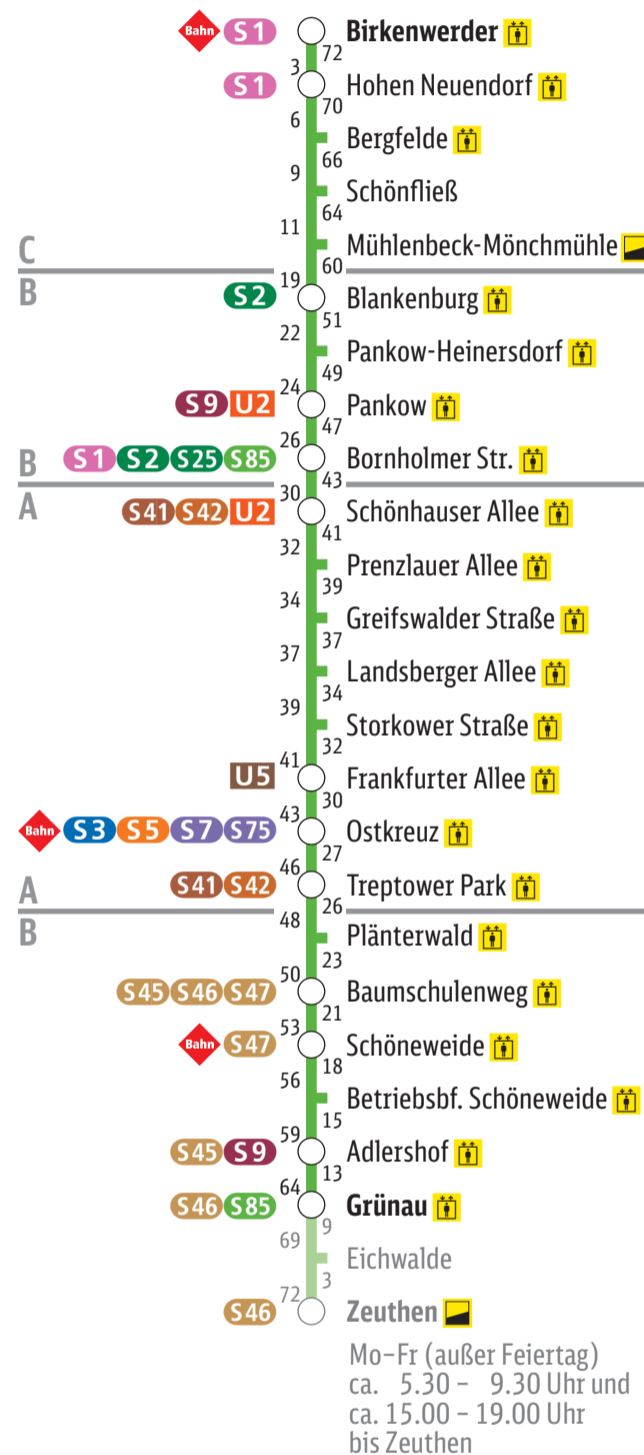 Bahn S1 Birkenwerder
3 72
S1 Hohen Neuendorf
6 70
Bergfelde
9 66
Schönfließ
11 64
Mühlenbeck-Mönchmühle
C
19 60
B
S2 Blankenburg
22 51
Pankow-Heinersdorf
24 49
S9 U2 Pankow
26 47
B S1 S2 S25 S85 Bornholmer Str.
30 43
A
S41 S42 U2 Schönhauser Allee
32 41
Prenzlauer Allee
34 39
Greifswalder Straße
37 37
Landsberger Allee
39 34
Storkower Straße
41 32
U5 Frankfurter Allee
43 30
Bahn S3 S5 S7 S75 Ostkreuz
46 27
A S41 S42 Treptower Park
48 26
B
Plänterwald
50 23
S45 S46 S47 Baumschulenweg
53 21
Bahn S47 Schöneweide
56 18
Betriebsbf. Schöneweide
59 15
S45 S9 Adlershof
64 13
S46 S85 Grünau
69 9
Eichwalde
72 3
S46 Zeuthen
Mo–Fr (außer Feiertag)
ca. 5.30 – 9.30 Uhr und
ca. 15.00 – 19.00 Uhr
bis Zeuthen